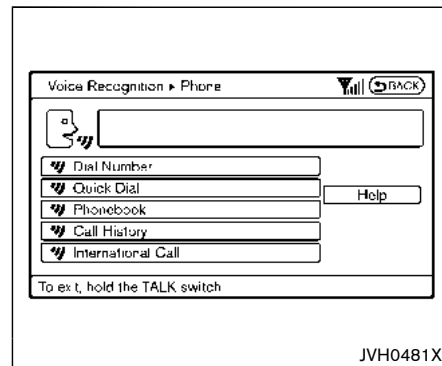 Voice Recognition ▸ Phone BACK
Dial Number
Quick Dial
Help
Phonebook
Call History
International Call
To exit, hold the TALK switch
JVH0481X